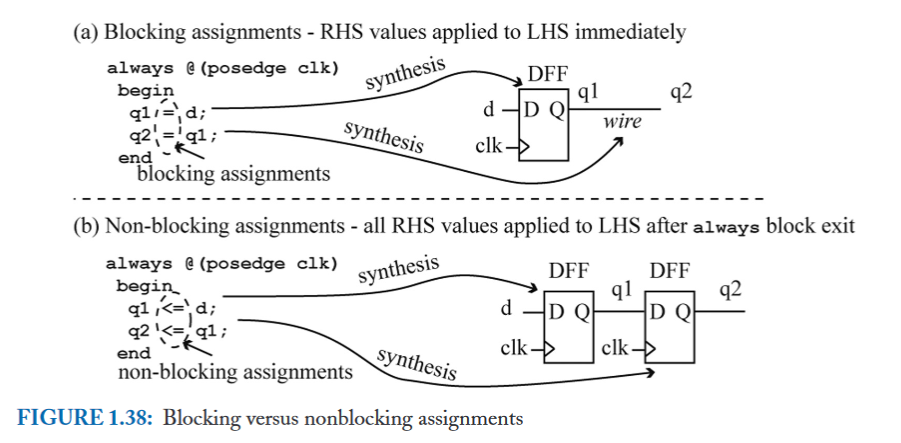 (a) Blocking assignments - RHS values applied to LHS immediately
always @(posedge clk)
begin
q1 = d;
q2 = q1;
end
blocking assignments
synthesis
synthesis
DFF
d
D Q
q1
q2
wire
clk
(b) Non-blocking assignments - all RHS values applied to LHS after always block exit
always @(posedge clk)
begin
q1 <= d;
q2 <= q1;
end
non-blocking assignments
synthesis
synthesis
DFF
DFF
d
D Q
q1
D Q
q2
clk
clk
FIGURE 1.38: Blocking versus nonblocking assignments